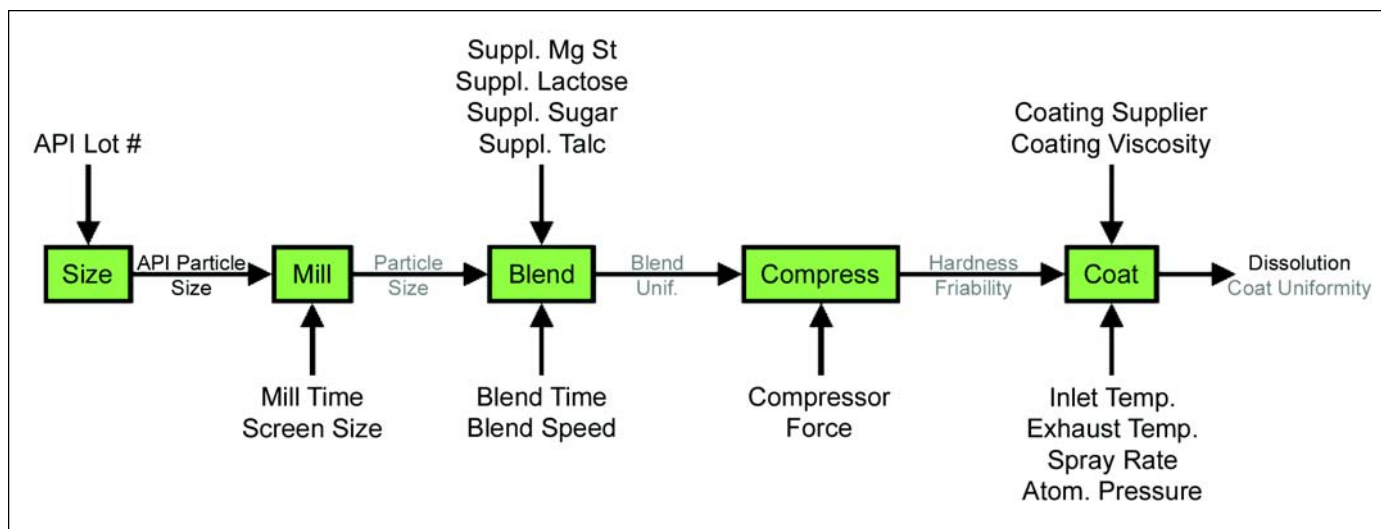 Suppl. Mg St
Suppl. Lactose
Suppl. Sugar
Suppl. Talc
Coating Supplier
Coating Viscosity
API Lot #
Size
API Particle
Size
Mill
Particle
Size
Blend
Blend
Unif.
Compress
Hardness
Friability
Coat
Dissolution
Coat Uniformity
Mill Time
Screen Size
Blend Time
Blend Speed
Compressor
Force
Inlet Temp.
Exhaust Temp.
Spray Rate
Atom. Pressure